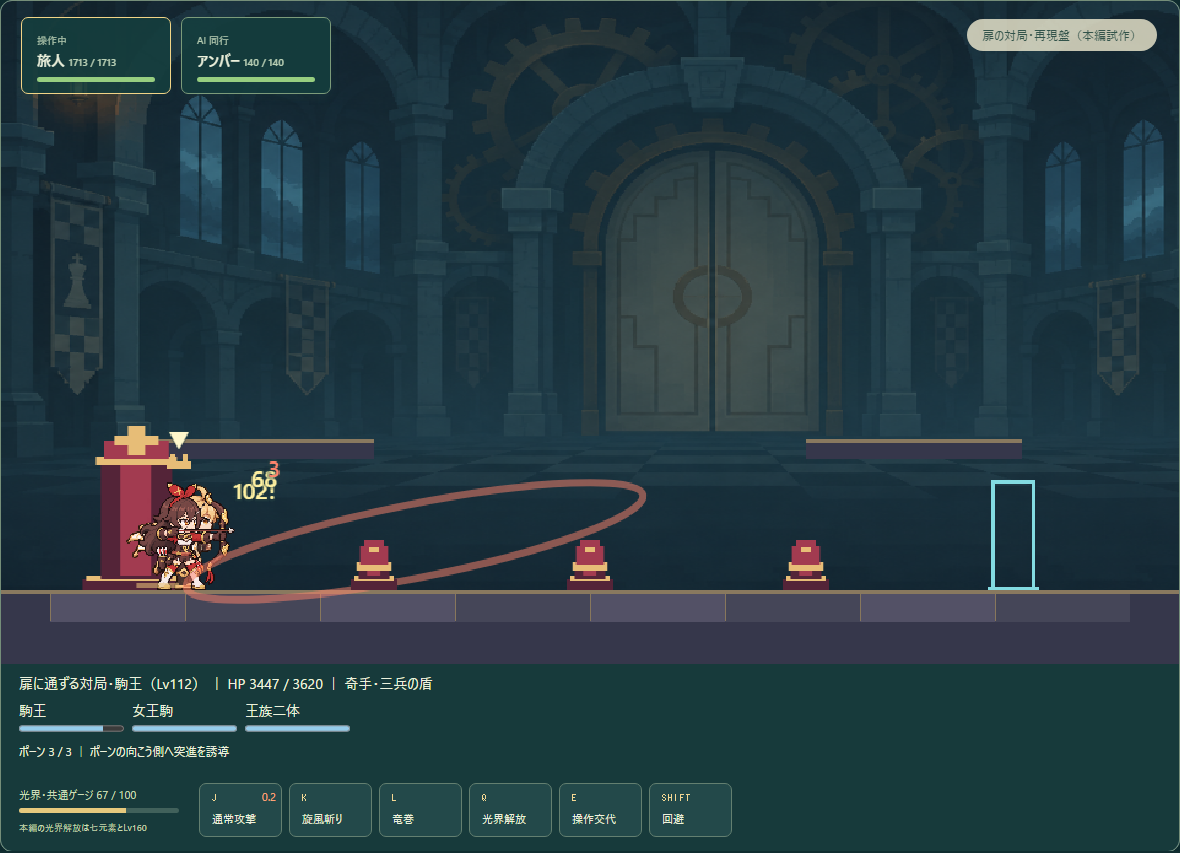 操作中
旅人 1713 / 1713
AI 同行
アンバー 140 / 140
扉の対局・再現盤（本編試作）
3
68
102!
扉に通ずる対局・駒王（Lv112） ｜ HP 3447 / 3620 ｜ 奇手・三兵の盾
駒王
女王駒
王族二体
ポーン 3 / 3 ｜ ポーンの向こう側へ突進を誘導
光界・共通ゲージ 67 / 100
本編の光界解放は七元素とLv160
J 0.2
通常攻撃
K
旋風斬り
L
竜巻
Q
光界解放
E
操作交代
SHIFT
回避